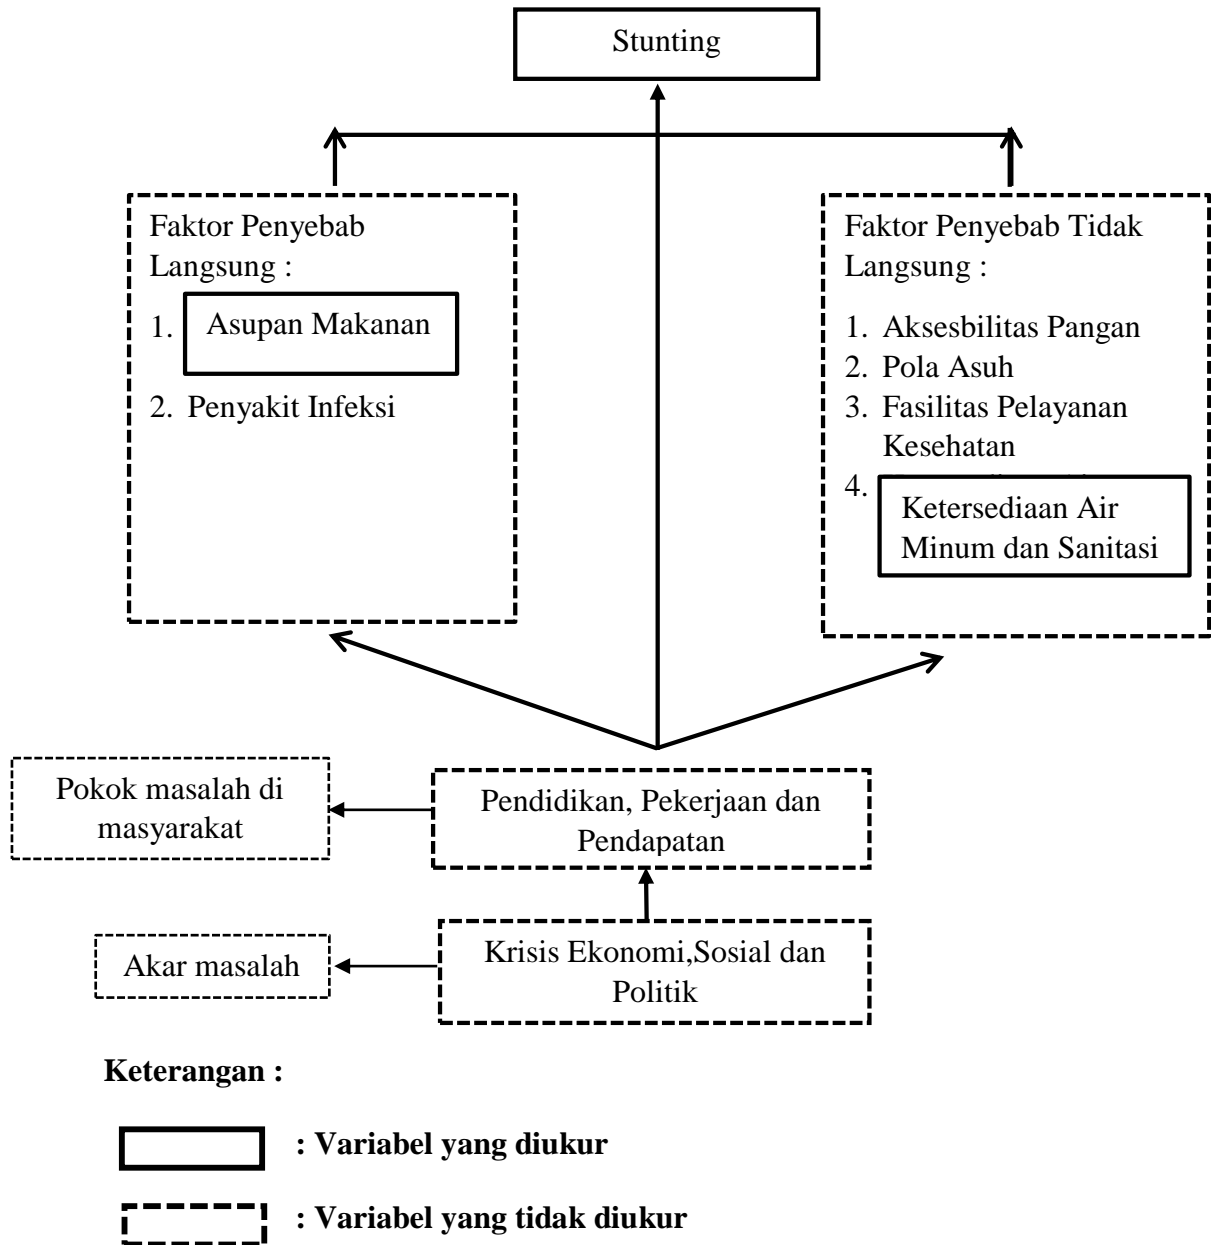 Stunting
Faktor Penyebab
Langsung :
1. Asupan Makanan
2. Penyakit Infeksi
Faktor Penyebab Tidak
Langsung :
1. Aksesbilitas Pangan
2. Pola Asuh
3. Fasilitas Pelayanan
Kesehatan
4. Ketersediaan Air
Minum dan Sanitasi
Pokok masalah di
masyarakat
Pendidikan, Pekerjaan dan
Pendapatan
Akar masalah
Krisis Ekonomi,Sosial dan
Politik
Keterangan :
: Variabel yang diukur
: Variabel yang tidak diukur